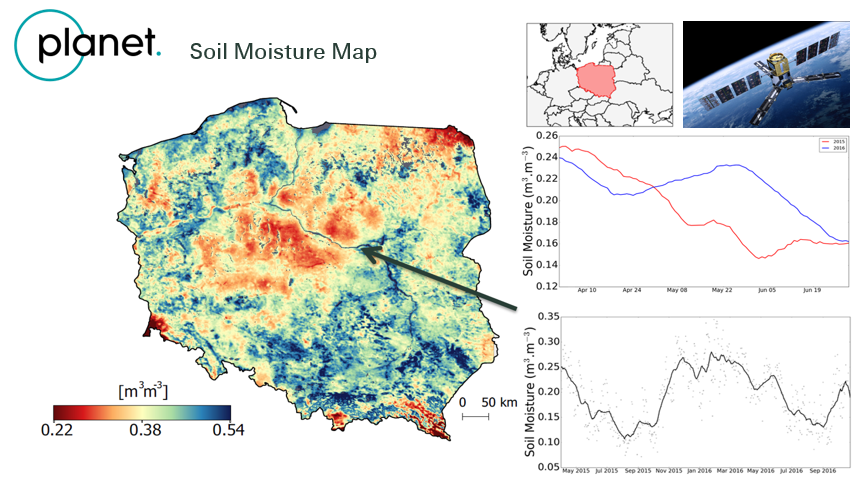 planet.
Soil Moisture Map
[m³m⁻³]
0.22 0.38 0.54
0 50 km
Soil Moisture (m³.m⁻³)
0.26
0.24
0.22
0.20
0.18
0.16
0.14
0.12
2015
2016
Apr 10 Apr 24 May 08 May 22 Jun 05 Jun 19
Soil Moisture (m³.m⁻³)
0.35
0.30
0.25
0.20
0.15
0.10
0.05
May 2015 Jul 2015 Sep 2015 Nov 2015 Jan 2016 Mar 2016 May 2016 Jul 2016 Sep 2016